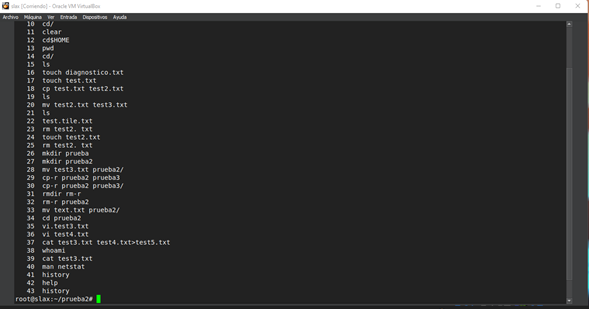 slax [Corriendo] - Oracle VM VirtualBox
Archivo Máquina Ver Entrada Dispositivos Ayuda
10 cd/
11 clear
12 cd$HOME
13 pwd
14 cd/
15 ls
16 touch diagnostico.txt
17 touch test.txt
18 cp test.txt test2.txt
19 ls
20 mv test2.txt test3.txt
21 ls
22 test.tile.txt
23 rm test2. txt
24 touch test2.txt
25 rm test2. txt
26 mkdir prueba
27 mkdir prueba2
28 mv test3.txt prueba2/
29 cp-r prueba2 prueba3
30 cp-r prueba2 prueba3/
31 rmdir rm-r
32 rm-r prueba2
33 mv text.txt prueba2/
34 cd prueba2
35 vi.test3.txt
36 vi test4.txt
37 cat test3.txt test4.txt>test5.txt
38 whoami
39 cat test3.txt
40 man netstat
41 history
42 help
43 history
root@slax:~/prueba2#